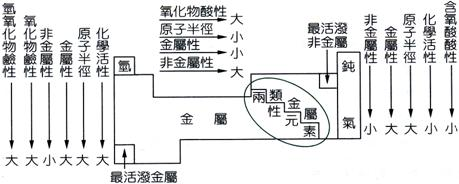 氫氧化物鹼性
大
氧化物鹼性
大
非金屬性
小
金屬性
大
原子半徑
大
化學活性
大
氧化物酸性
大
原子半徑
小
金屬性
小
非金屬性
大
氫
金屬
最活潑金屬
最活潑
非金屬
類金屬
兩性元素
鈍氣
非金屬性
小
金屬性
大
原子半徑
大
化學活性
小
含氧酸酸性
小